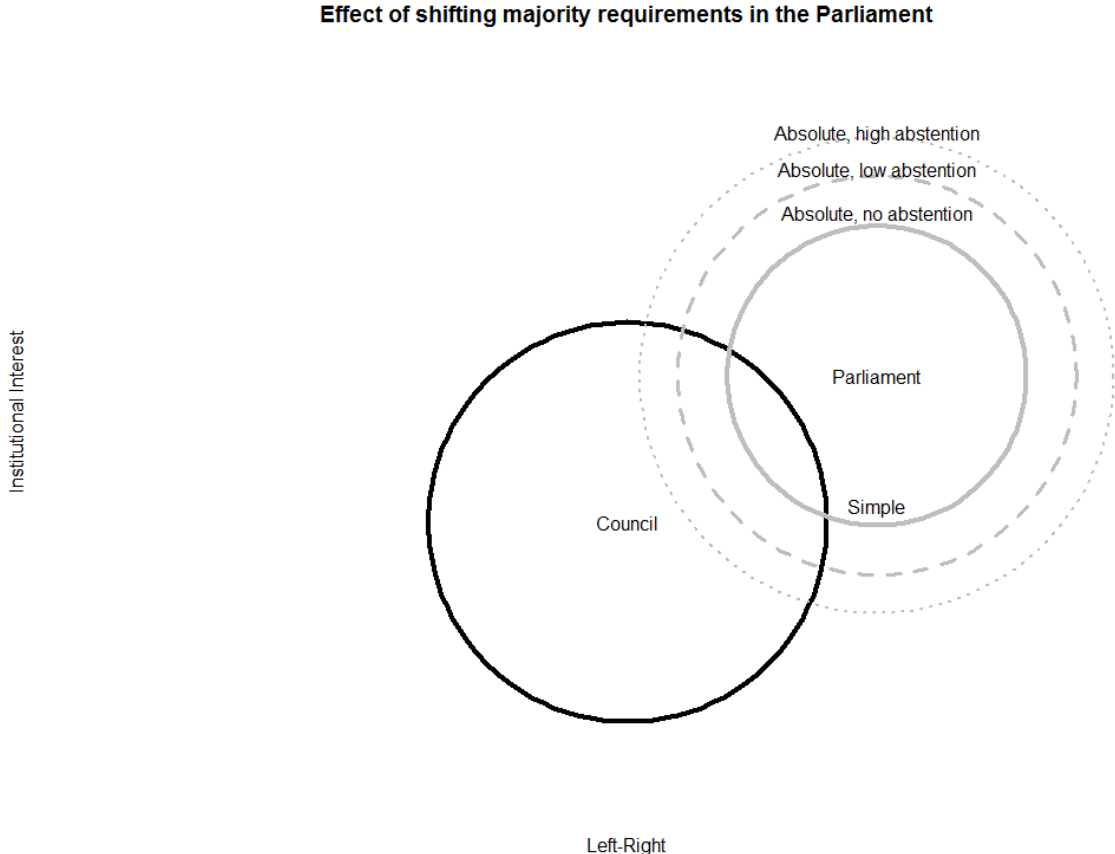 Effect of shifting majority requirements in the Parliament
Absolute, high abstention
Absolute, low abstention
Absolute, no abstention
Institutional Interest
Parliament
Simple
Council
Left-Right